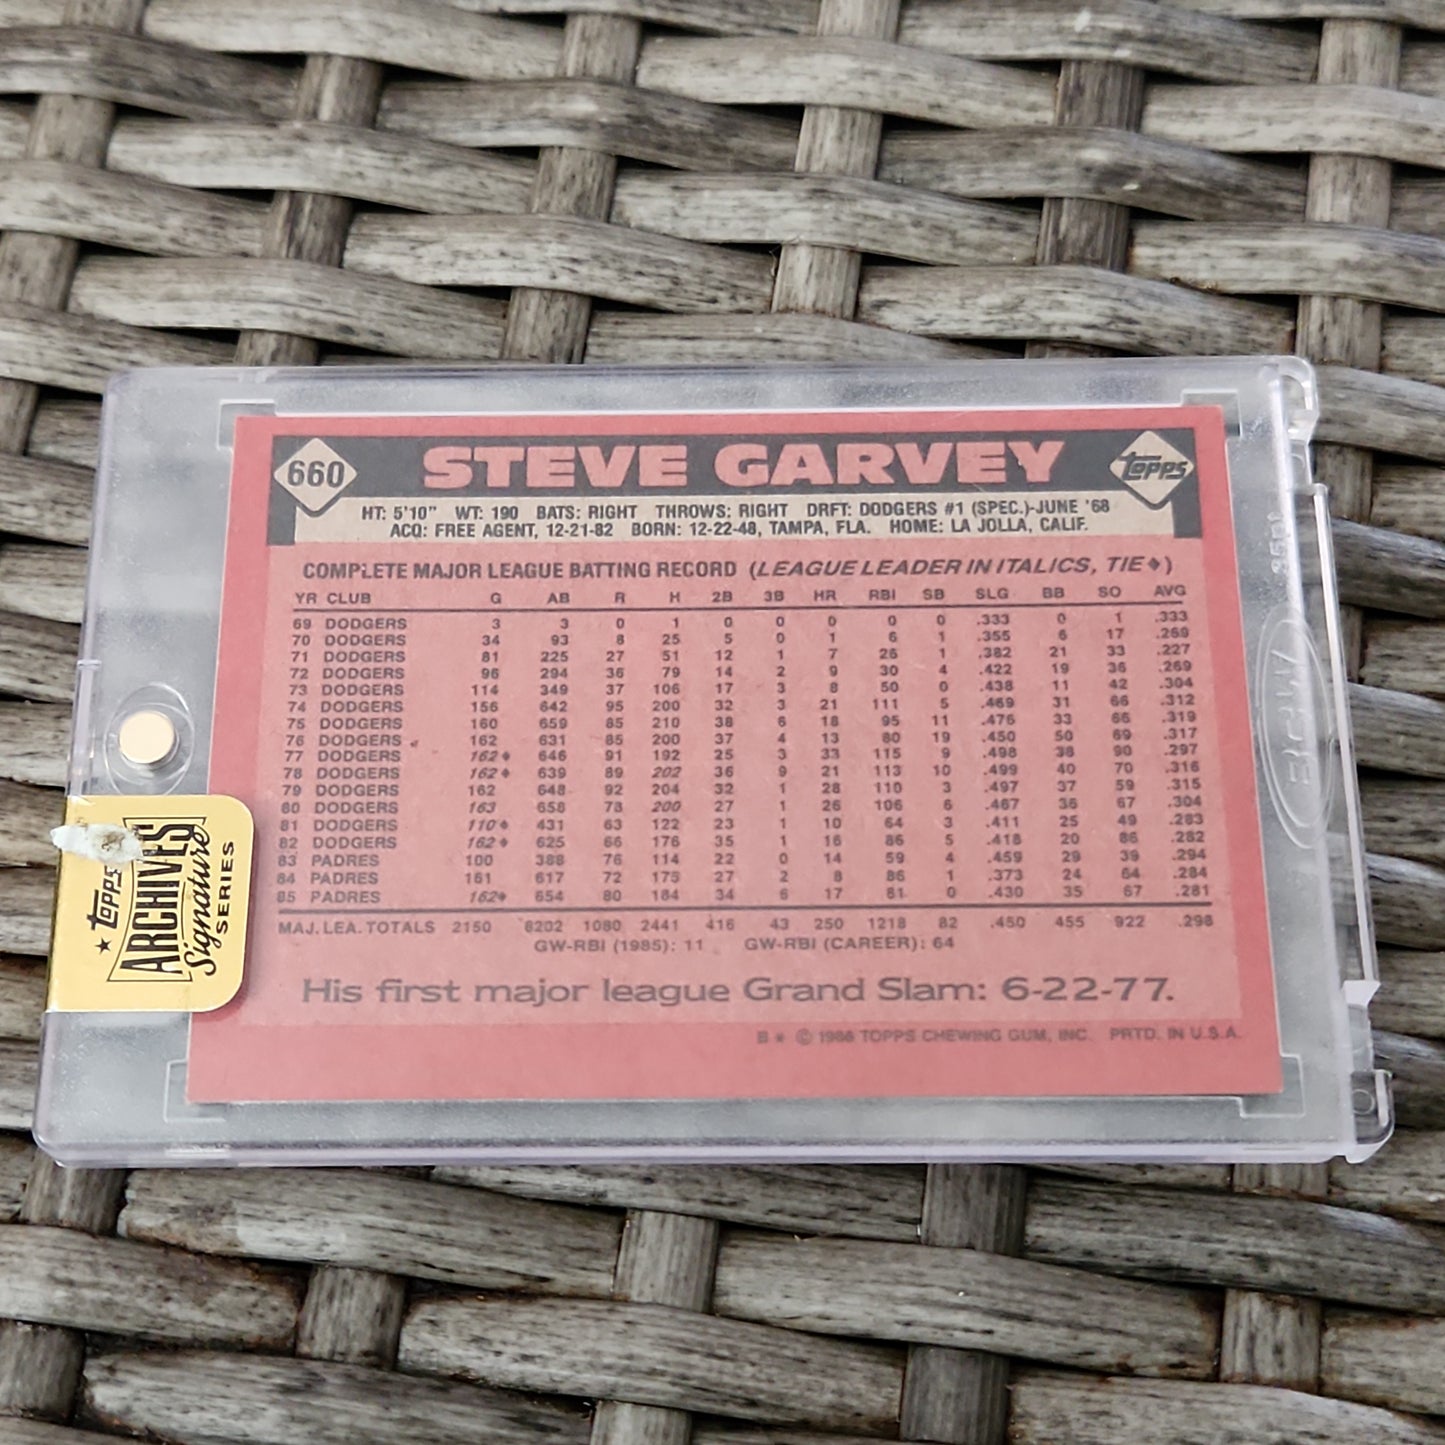 660 STEVE GARVEY Topps
HT: 5'10" WT: 190 BATS: RIGHT THROWS: RIGHT DRFT: DODGERS #1 (SPEC.)-JUNE '68
ACQ: FREE AGENT, 12-21-82 BORN: 12-22-48, TAMPA, FLA. HOME: LA JOLLA, CALIF.
COMPLETE MAJOR LEAGUE BATTING RECORD (LEAGUE LEADER IN ITALICS, TIE♦)
YR CLUB G AB R H 2B 3B HR RBI SB SLG BB SO AVG
69 DODGERS 3 3 0 1 0 0 0 0 0 .333 0 1 .333
70 DODGERS 34 93 8 25 5 0 1 6 1 .355 6 17 .269
71 DODGERS 81 225 27 51 12 1 7 26 1 .382 21 33 .227
72 DODGERS 96 294 36 79 14 2 9 30 4 .422 19 36 .269
73 DODGERS 114 349 37 106 17 3 8 50 0 .438 11 42 .304
74 DODGERS 156 642 95 200 32 3 21 111 5 .469 31 66 .312
75 DODGERS 160 659 85 210 38 6 18 95 11 .476 33 66 .319
76 DODGERS 162 631 85 200 37 4 13 80 19 .450 50 69 .317
77 DODGERS 162♦ 646 91 192 25 3 33 115 9 .498 38 90 .297
78 DODGERS 162♦ 639 89 202 36 9 21 113 10 .499 40 70 .316
79 DODGERS 162 648 92 204 32 1 28 110 3 .497 37 59 .315
80 DODGERS 163 658 78 200 27 1 26 106 6 .467 36 67 .304
81 DODGERS 110♦ 431 63 122 23 1 10 64 3 .411 25 49 .283
82 DODGERS 162♦ 625 66 176 35 1 16 86 5 .418 20 86 .282
83 PADRES 100 388 76 114 22 0 14 59 4 .459 29 39 .294
84 PADRES 161 617 72 175 27 2 8 86 1 .373 24 64 .284
85 PADRES 162♦ 654 80 184 34 6 17 81 0 .430 35 67 .281
MAJ. LEA. TOTALS 2150 8202 1080 2441 416 43 250 1218 82 .450 455 922 .298
GW-RBI (1985): 11 GW-RBI (CAREER): 64
His first major league Grand Slam: 6-22-77.
B * © 1986 TOPPS CHEWING GUM, INC. PRTD. IN U.S.A.
★ Topps
ARCHIVES
Signature
SERIES
35pt